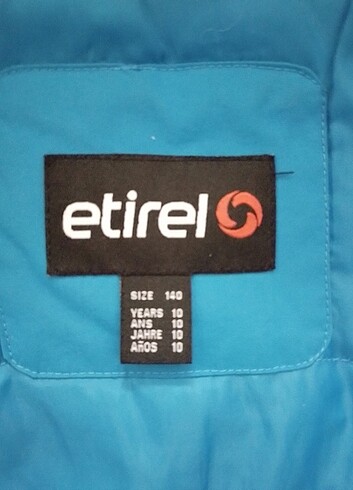 etirel
SIZE 140
YEARS 10
ANS 10
JAHRE 10
AÑOS 10